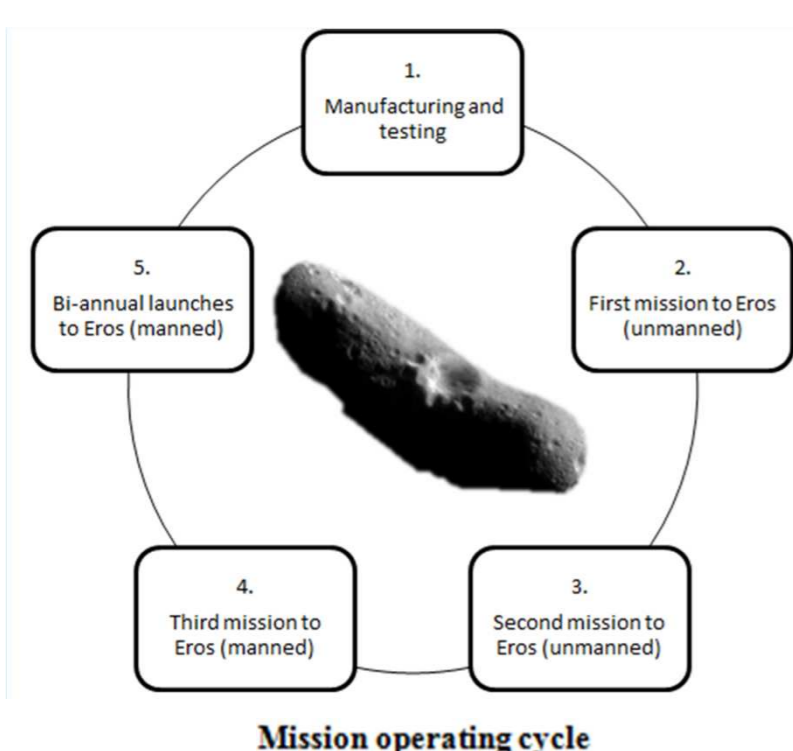 1.
Manufacturing and
testing
2.
First mission to Eros
(unmanned)
3.
Second mission to
Eros (unmanned)
4.
Third mission to
Eros (manned)
5.
Bi-annual launches
to Eros (manned)
Mission operating cycle